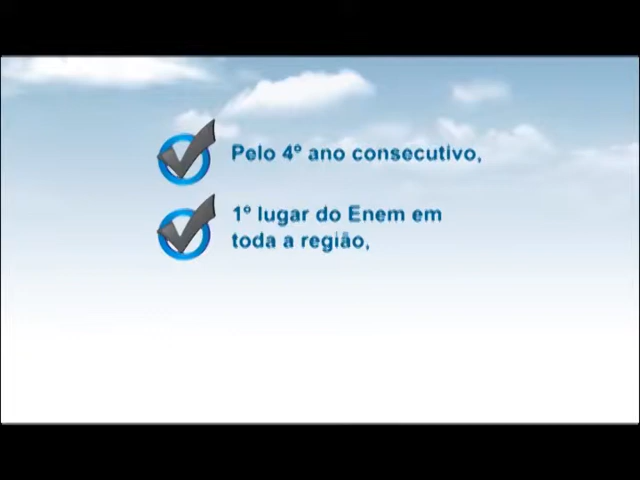 Pelo 4º ano consecutivo,
1º lugar do Enem em
toda a região,